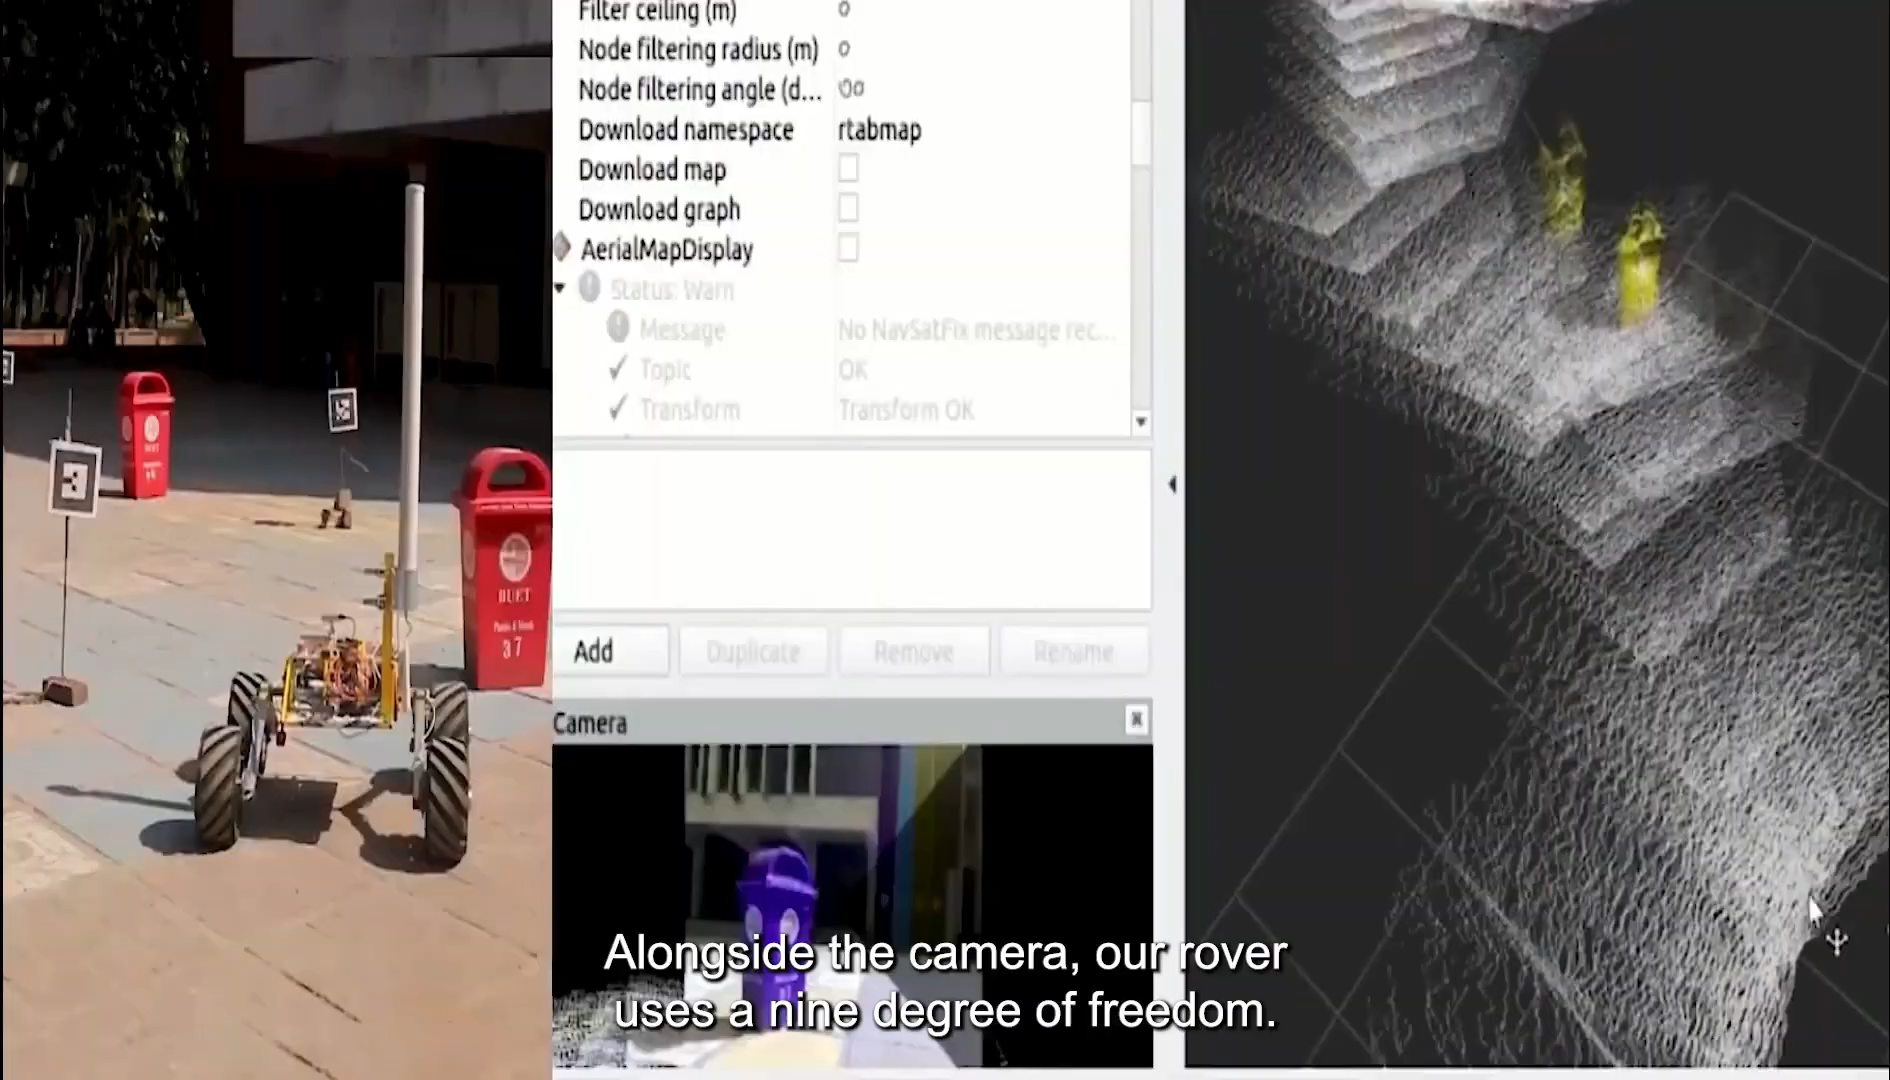 Filter ceiling (m) 0
Node filtering radius (m) 0
Node filtering angle (d...
Download namespace rtabmap
Download map
Download graph
AerialMapDisplay
Status: Warn
Message No NavSatFix message rec...
Topic OK
Transform Transform OK
Add Duplicate Remove Rename
Camera
BUET
37
Alongside the camera, our rover
uses a nine degree of freedom.